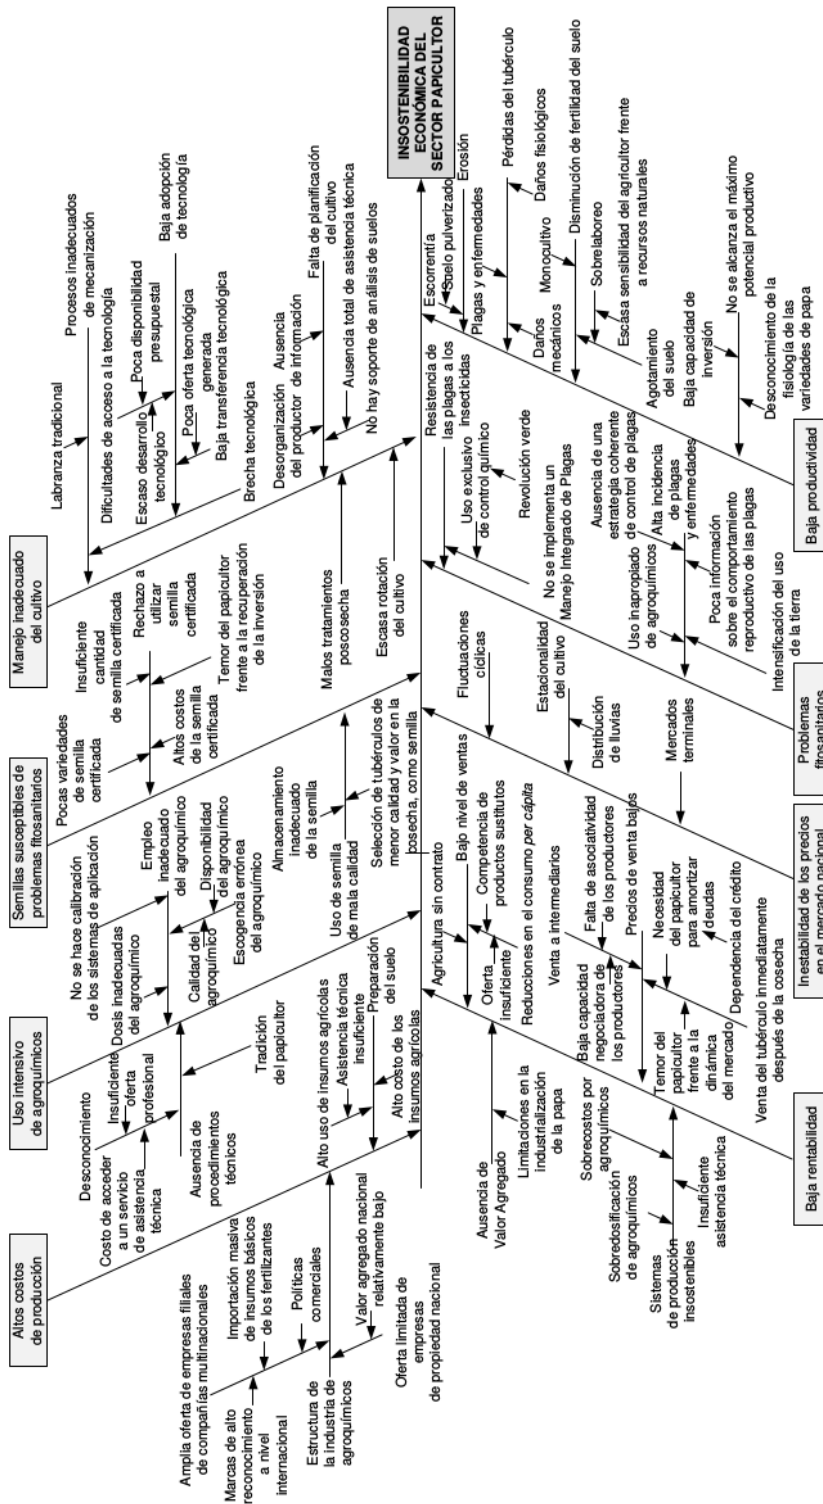 Altos costos
de producción
Uso intensivo
de agroquímicos
Semillas susceptibles de
problemas fitosanitarios
Manejo inadecuado
del cultivo
Amplia oferta de empresas filiales
de compañías multinacionales
Marcas de alto
reconocimiento
a nivel
internacional
Importación masiva
de insumos básicos
de los fertilizantes
Políticas
comerciales
Estructura de
la industria de
agroquímicos
Valor agregado nacional
relativamente bajo
Oferta limitada de
empresas
de propiedad nacional
Alto uso de insumos agrícolas
Asistencia técnica
insuficiente
Preparación
del suelo
Alto costo de los
insumos agrícolas
Desconocimiento
Costo de acceder
a un servicio
de asistencia
técnica
Insuficiente
oferta
profesional
Ausencia de
procedimientos
técnicos
Tradición
del papicultor
No se hace calibración
de los sistemas de aplicación
Dosis inadecuadas
del agroquímico
Empleo
inadecuado
del agroquímico
Calidad del
agroquímico
Disponibilidad
del agroquímico
Escogencia errónea
del agroquímico
Pocas variedades
de semilla
certificada
Insuficiente
cantidad
de semilla certificada
Rechazo a
utilizar
semilla
certificada
Altos costos
de la semilla
certificada
Temor del papicultor
frente a la recuperación
de la inversión
Almacenamiento
inadecuado
de la semilla
Uso de semilla
de mala calidad
Selección de tubérculos de
menor calidad y valor en la
cosecha, como semilla
Labranza tradicional
Procesos inadecuados
de mecanización
Dificultades de acceso a la tecnología
Poca disponibilidad
presupuestal
Escaso desarrollo
tecnológico
Baja adopción
de tecnología
Poca oferta tecnológica
generada
Baja transferencia tecnológica
Brecha tecnológica
Desorganización
del productor
Ausencia
de información
Falta de planificación
del cultivo
Ausencia total de asistencia técnica
No hay soporte de análisis de suelos
Malos tratamientos
poscosecha
Escasa rotación
del cultivo
INSOSTENIBILIDAD
ECONÓMICA DEL
SECTOR PAPICULTOR
Agricultura sin contrato
Bajo nivel de ventas
Competencia de
productos sustitutos
Oferta
insuficiente
Reducciones en el consumo per cápita
Ausencia de
Valor Agregado
Limitaciones en la
industrialización
de la papa
Venta a intermediarios
Falta de asociatividad
de los productores
Baja capacidad
negociadora de
los productores
Precios de venta bajos
Necesidad
del papicultor
para amortizar
deudas
Temor del
papicultor
frente a la
dinámica
del mercado
Dependencia del crédito
Venta del tubérculo inmediatamente
después de la cosecha
Sobrecostos por
agroquímicos
Sobredosificación
de agroquímicos
Sistemas
de producción
insostenibles
Insuficiente
asistencia técnica
Fluctuaciones
cíclicas
Estacionalidad
del cultivo
Distribución
de lluvias
Mercados
terminales
Resistencia de
las plagas a los
insecticidas
Uso exclusivo
de control químico
Revolución verde
No se implementa un
Manejo Integrado de Plagas
Ausencia de una
estrategia coherente
de control de plagas
Uso inapropiado
de agroquímicos
Alta incidencia
de plagas
y enfermedades
Poca información
sobre el comportamiento
reproductivo de las plagas
Intensificación del uso
de la tierra
Escorrentía
Suelo pulverizado
Erosión
Plagas y enfermedades
Pérdidas del tubérculo
Daños
mecánicos
Daños fisiológicos
Monocultivo
Disminución de fertilidad del suelo
Sobrelaboreo
Escasa sensibilidad del agricultor frente
a recursos naturales
Agotamiento
del suelo
Baja capacidad de
inversión
No se alcanza el máximo
potencial productivo
Desconocimiento de la
fisiología de las
variedades de papa
Baja rentabilidad
Inestabilidad de los precios
en el mercado nacional
Problemas
fitosanitarios
Baja productividad